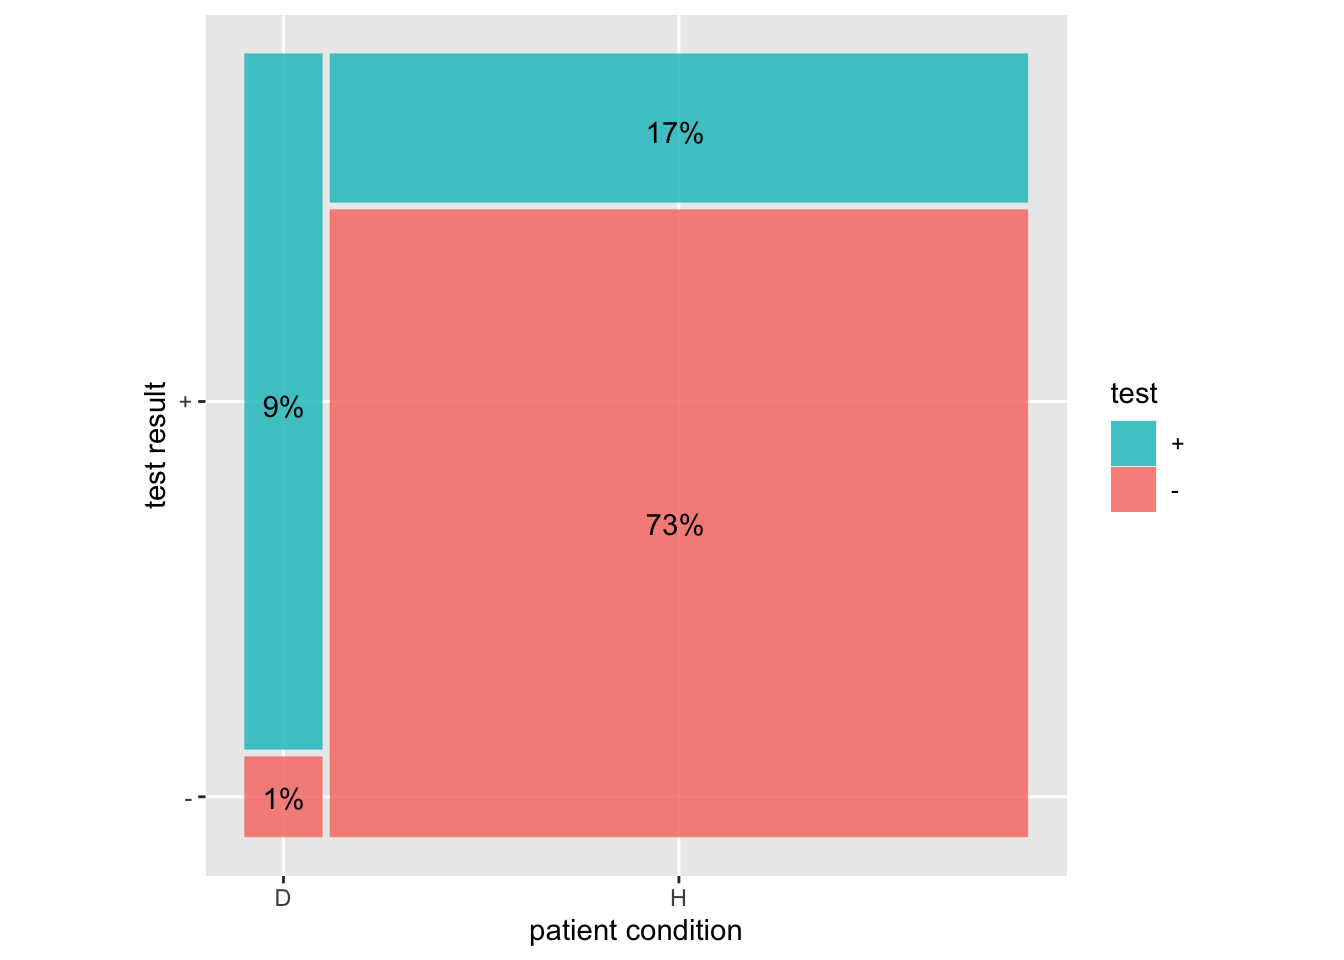 17%
9%
73%
1%
test result
+
-
D
H
patient condition
test
+
-